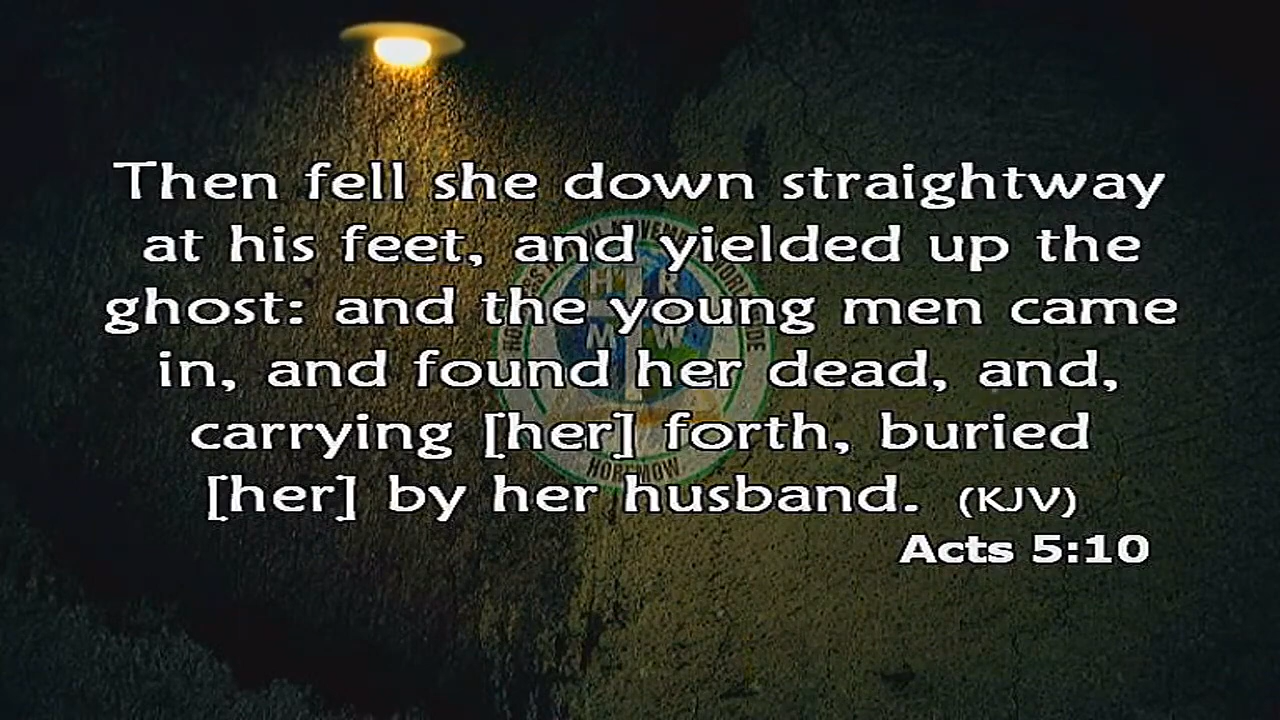 Then fell she down straightway
at his feet, and yielded up the
ghost: and the young men came
in, and found her dead, and,
carrying [her] forth, buried
[her] by her husband. (KJV)
Acts 5:10
H R
M W
HOREMOW